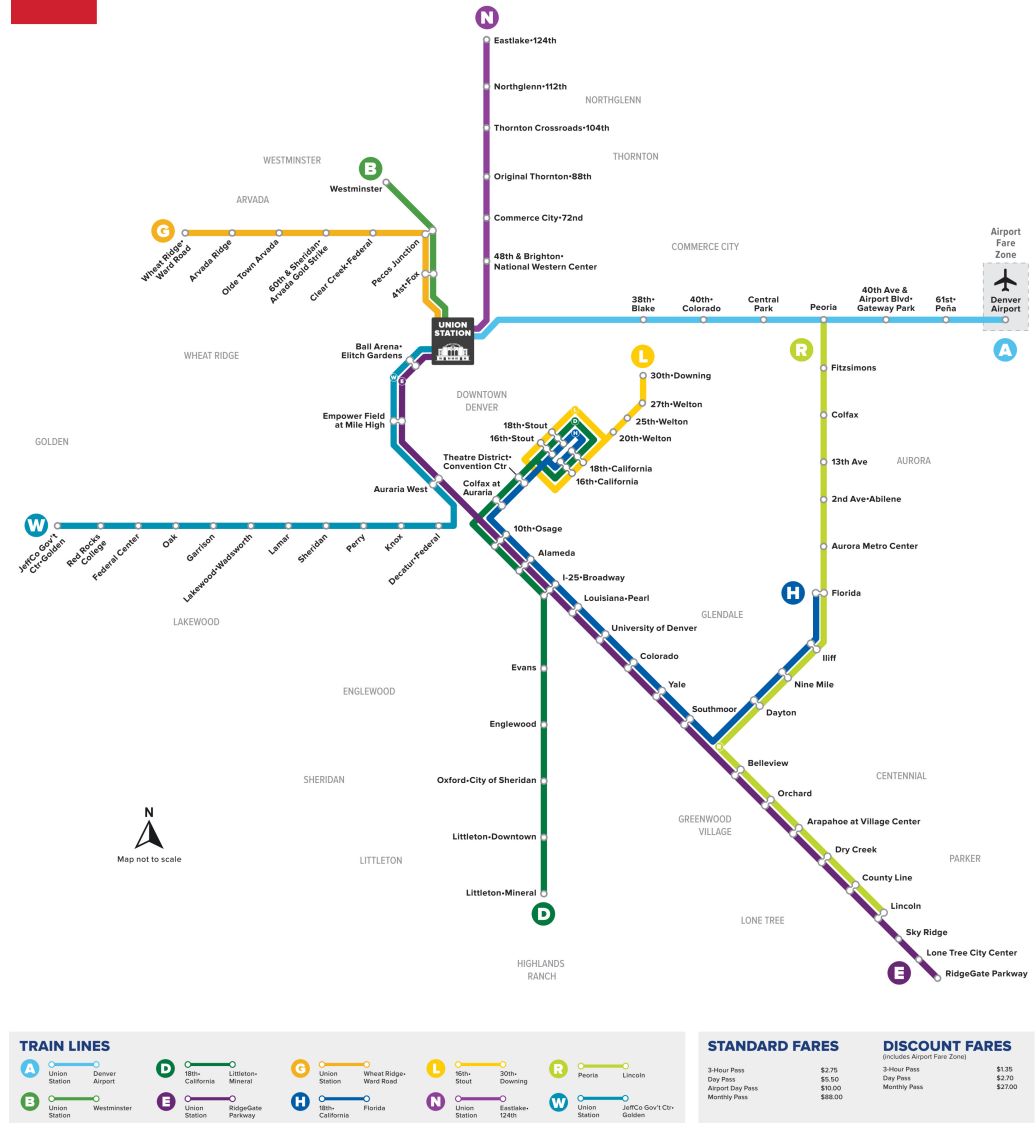 N
Eastlake•124th
Northglenn•112th
NORTHGLENN
Thornton Crossroads•104th
THORNTON
Original Thornton•88th
Commerce City•72nd
48th & Brighton•
National Western Center
COMMERCE CITY
WESTMINSTER
B
Westminster
ARVADA
G
Wheat Ridge•
Ward Road
Arvada Ridge
Olde Town Arvada
60th & Sheridan•
Arvada Gold Strike
Clear Creek•Federal
Pecos Junction
41st•Fox
UNION
STATION
Airport
Fare
Zone
38th•
Blake
40th•
Colorado
Central
Park
Peoria
40th Ave &
Airport Blvd•
Gateway Park
61st•
Peña
Denver
Airport
A
R
Fitzsimons
Colfax
13th Ave
AURORA
2nd Ave•Abilene
Aurora Metro Center
H
Florida
Iliff
Nine Mile
Dayton
WHEAT RIDGE
Ball Arena•
Elitch Gardens
W
E
Empower Field
at Mile High
GOLDEN
DOWNTOWN
DENVER
L
30th•Downing
27th•Welton
25th•Welton
20th•Welton
L
D
H
18th•Stout
16th•Stout
18th•California
16th•California
Theatre District•
Convention Ctr
Colfax at
Auraria
Auraria West
W
JeffCo Gov't
Ctr•Golden
Red Rocks
College
Federal Center
Oak
Garrison
Lakewood•Wadsworth
Lamar
Sheridan
Perry
Knox
Decatur•Federal
LAKEWOOD
10th•Osage
Alameda
I-25•Broadway
Louisiana•Pearl
University of Denver
Colorado
Yale
Southmoor
GLENDALE
R
Belleview
Orchard
Arapahoe at Village Center
Dry Creek
County Line
Lincoln
Sky Ridge
Lone Tree City Center
RidgeGate Parkway
E
CENTENNIAL
GREENWOOD
VILLAGE
PARKER
LONE TREE
Evans
ENGLEWOOD
Englewood
SHERIDAN
Oxford•City of Sheridan
Littleton•Downtown
LITTLETON
Littleton•Mineral
D
HIGHLANDS
RANCH
N
Map not to scale
TRAIN LINES
A
Union
Station
Denver
Airport
B
Union
Station
Westminster
D
18th•
California
Littleton•
Mineral
E
Union
Station
RidgeGate
Parkway
G
Union
Station
Wheat Ridge•
Ward Road
H
18th•
California
Florida
L
16th•
Stout
30th•
Downing
N
Union
Station
Eastlake•
124th
R
Peoria
Lincoln
W
Union
Station
JeffCo Gov't Ctr•
Golden
STANDARD FARES
3-Hour Pass $2.75
Day Pass $5.50
Airport Day Pass $10.00
Monthly Pass $88.00
DISCOUNT FARES
(includes Airport Fare Zone)
3-Hour Pass $1.35
Day Pass $2.70
Monthly Pass $27.00